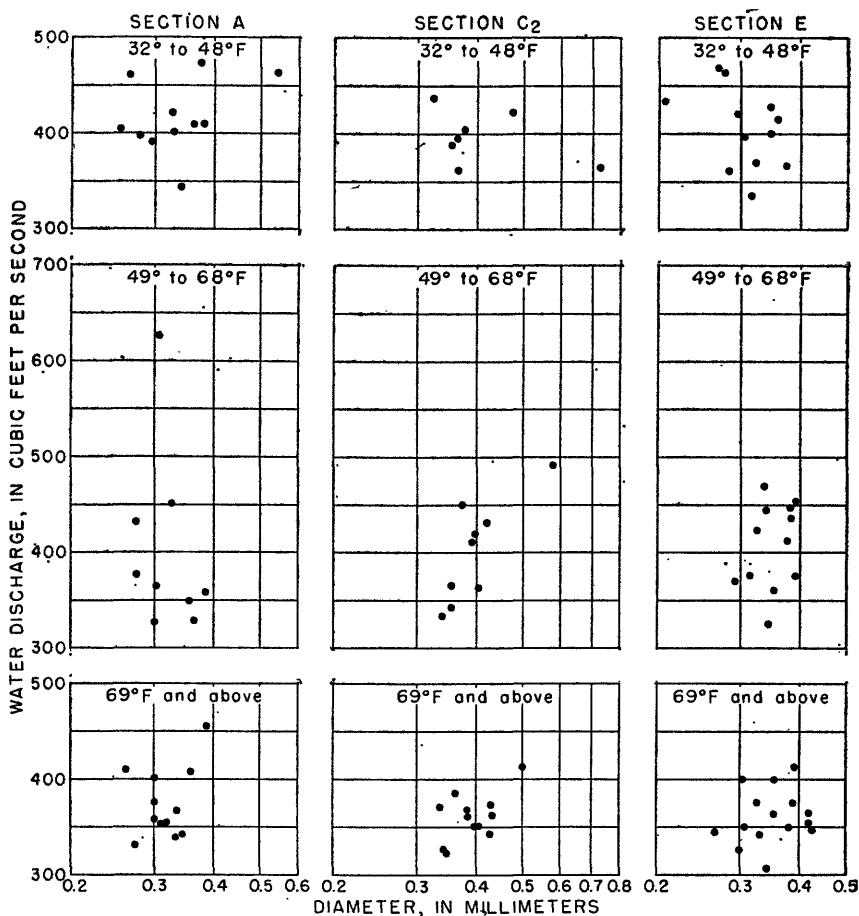 SECTION A SECTION C2 SECTION E
500 32° to 48°F 32° to 48°F 32° to 48°F
400
300
WATER DISCHARGE, IN CUBIC FEET PER SECOND
700 49° to 68°F 49° to 68°F 49° to 68°F
600
500
400
300
500 69°F and above 69°F and above 69°F and above
400
300
0.2 0.3 0.4 0.5 0.6 0.2 0.3 0.4 0.5 0.6 0.7 0.8 0.2 0.3 0.4 0.5
DIAMETER, IN MILLIMETERS